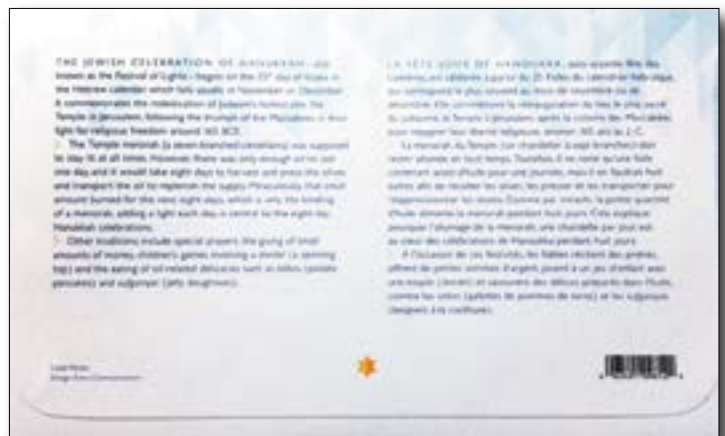 THE JEWISH CELEBRATION OF HANUKKAH – also
known as the Festival of Lights – begins on the 25th day of Kislev in
the Hebrew calendar which falls usually in November or December.
It commemorates the rededication of Judaism's holiest site, the
Temple in Jerusalem, following the triumph of the Maccabees in their
fight for religious freedom around 165 BCE.
The Temple menorah (a seven-branched candelabra) was supposed
to stay lit at all times. However, there was only enough oil to last
one day, and it would take eight days to harvest and press the olives
and transport the oil to replenish the supply. Miraculously, that small
amount burned for the next eight days, which is why the kindling
of a menorah, adding a light each day, is central to the eight-day
Hanukkah celebrations.
Other traditions include special prayers, the giving of small
amounts of money, children's games involving a dreidel (a spinning
top) and the eating of oil-related delicacies such as latkes (potato
pancakes) and sufganiyot (jelly doughnuts).
LA FÊTE JUIVE DE HANOUKKA, aussi appelée fête des
Lumières, est célébrée à partir du 25 Kislev du calendrier hébraïque,
qui correspond le plus souvent au mois de novembre ou de
décembre. Elle commémore la réinauguration du lieu le plus sacré
du judaïsme, le Temple à Jérusalem, après la victoire des Maccabées
pour regagner leur liberté religieuse, environ 165 ans av. J.-C.
La menorah du Temple (un chandelier à sept branches) doit
rester allumée en tout temps. Toutefois, il ne reste qu'une fiole
contenant assez d'huile pour une journée, mais il en faudrait huit
autres afin de récolter les olives, les presser et les transporter pour
réapprovisionner les stocks. Comme par miracle, la petite quantité
d'huile alimente la menorah pendant huit jours. Cela explique
pourquoi l'allumage de la menorah, une chandelle par jour, est
au cœur des célébrations de Hanoukka pendant huit jours.
À l'occasion de ces festivités, les fidèles récitent des prières,
offrent de petites sommes d'argent, jouent à un jeu d'enfant avec
une toupie (dreidel) et savourent des délices préparés dans l'huile,
comme les latkes (galettes de pommes de terre) et les sufganiyot
(beignets à la confiture).